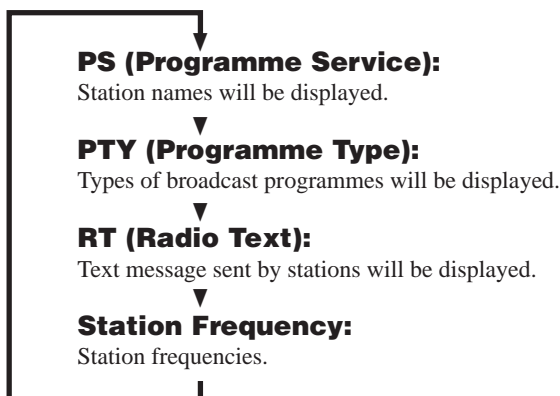 PS (Programme Service):
Station names will be displayed.
PTY (Programme Type):
Types of broadcast programmes will be displayed.
RT (Radio Text):
Text message sent by stations will be displayed.
Station Frequency:
Station frequencies.